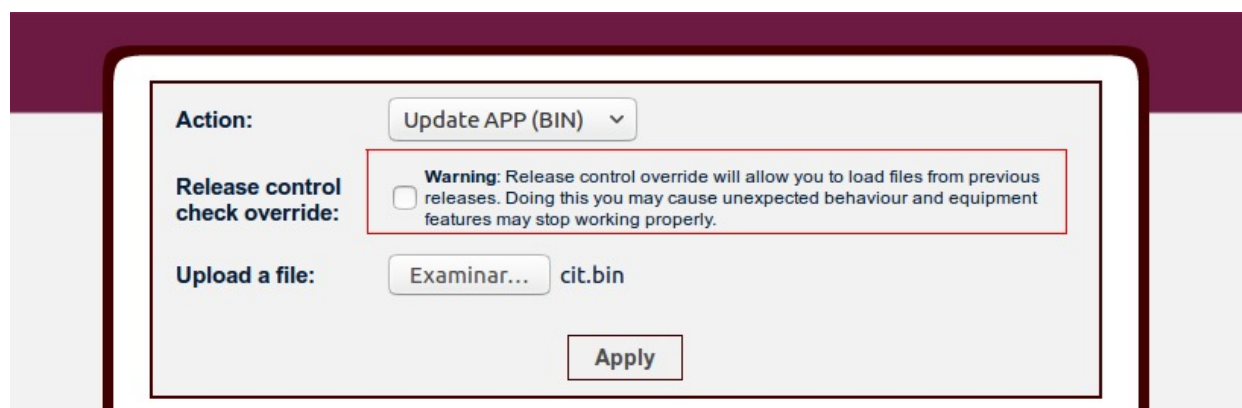 Action:
Update APP (BIN)
Release control
check override:
Warning: Release control override will allow you to load files from previous
releases. Doing this you may cause unexpected behaviour and equipment
features may stop working properly.
Upload a file:
Examinar...
cit.bin
Apply